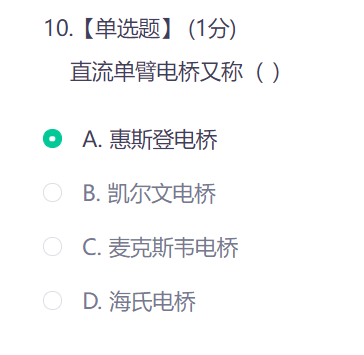 10.【单选题】 (1分)
直流单臂电桥又称（ ）
A. 惠斯登电桥
B. 凯尔文电桥
C. 麦克斯韦电桥
D. 海氏电桥